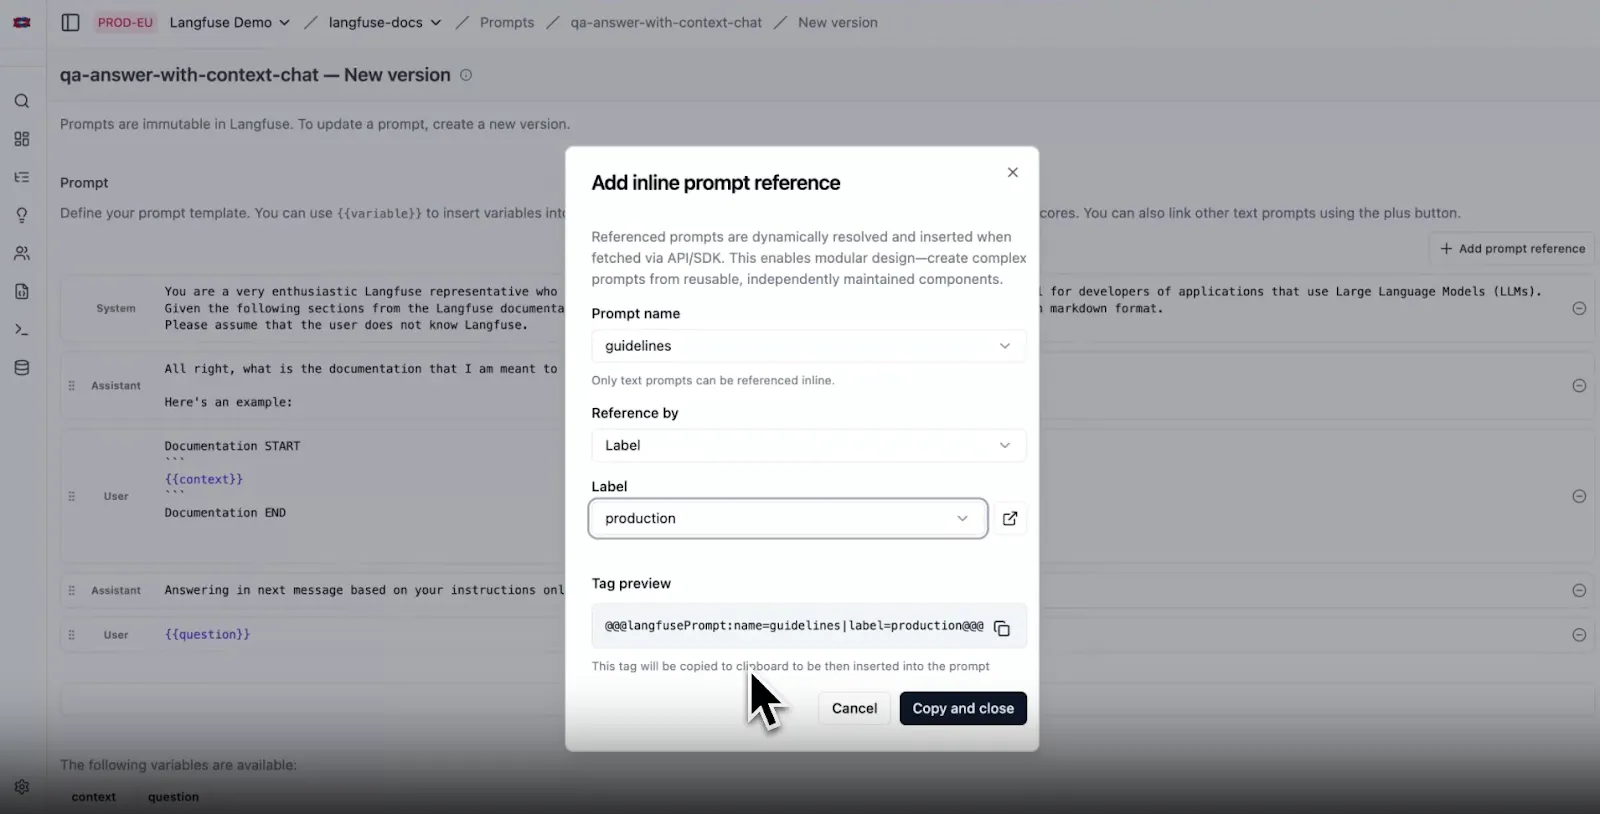 PROD-EU Langfuse Demo / langfuse-docs / Prompts / qa-answer-with-context-chat / New version
qa-answer-with-context-chat — New version
Prompts are immutable in Langfuse. To update a prompt, create a new version.
Prompt
Define your prompt template. You can use {{variable}} to insert variables into
cores. You can also link other text prompts using the plus button.
+ Add prompt reference
System
You are a very enthusiastic Langfuse representative who
l for developers of applications that use Large Language Models (LLMs).
Given the following sections from the Langfuse documenta
n markdown format.
Please assume that the user does not know Langfuse.
Assistant
All right, what is the documentation that I am meant to
Here's an example:
User
Documentation START
```
{{context}}
```
Documentation END
Assistant
Answering in next message based on your instructions onl
User
{{question}}
The following variables are available:
context question
Add inline prompt reference
Referenced prompts are dynamically resolved and inserted when
fetched via API/SDK. This enables modular design—create complex
prompts from reusable, independently maintained components.
Prompt name
guidelines
Only text prompts can be referenced inline.
Reference by
Label
Label
production
Tag preview
@@@langfusePrompt:name=guidelines|label=production@@@
This tag will be copied to clipboard to be then inserted into the prompt
Cancel
Copy and close